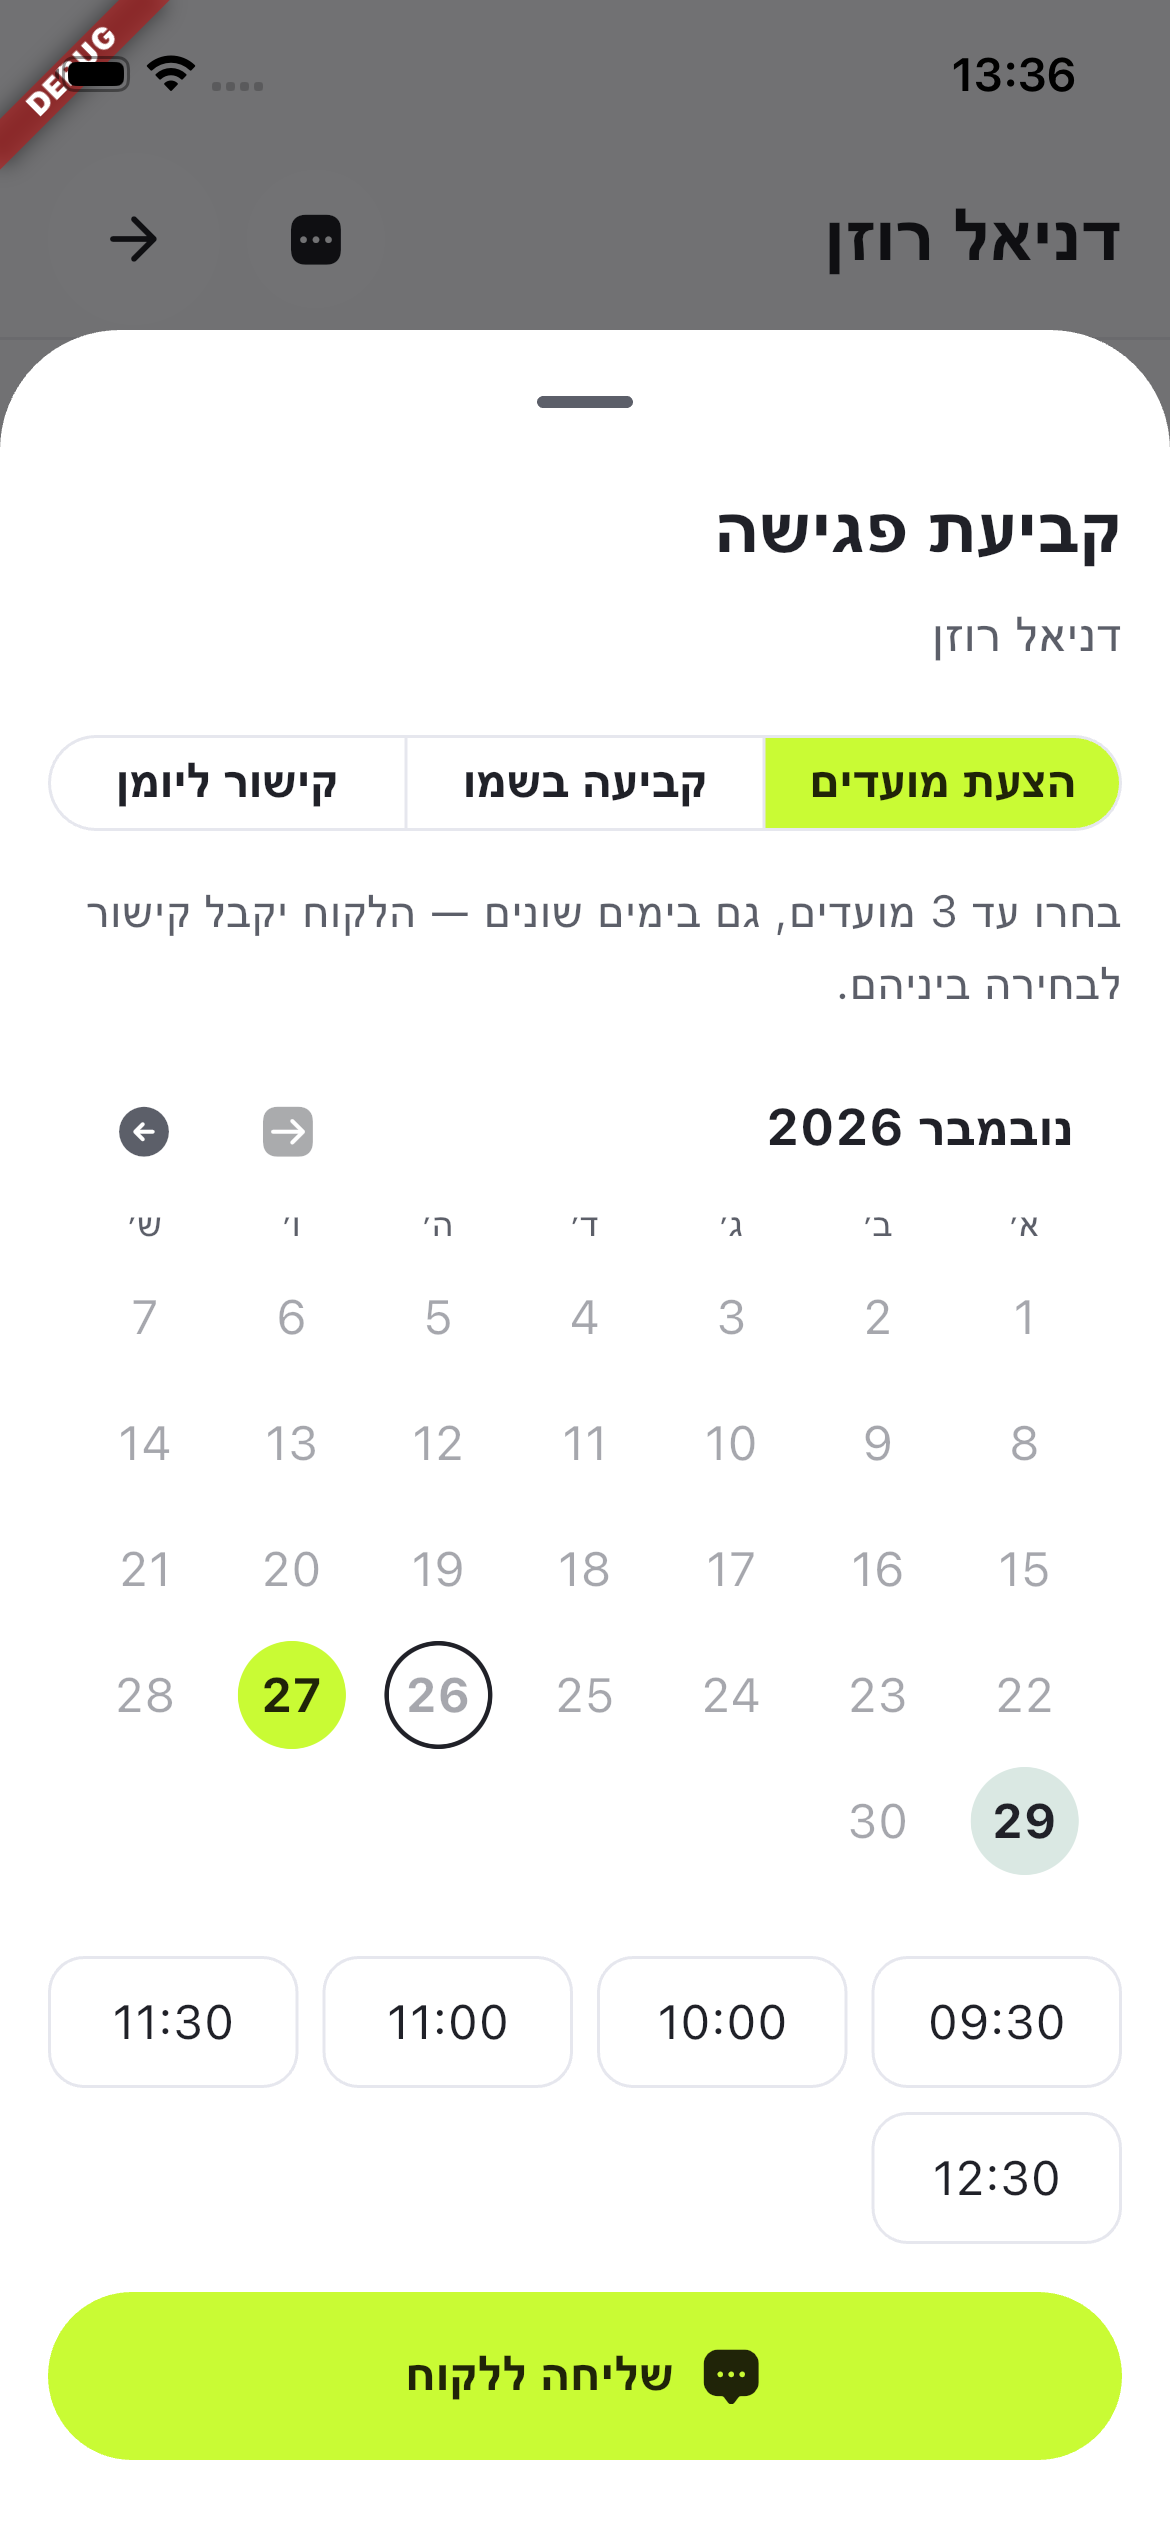 DEBUG
13:36
דניאל רוזן
קביעת פגישה
דניאל רוזן
הצעת מועדים קביעה בשמו קישור ליומן
בחרו עד 3 מועדים, גם בימים שונים — הלקוח יקבל קישור
לבחירה ביניהם.
נובמבר 2026
א׳ ב׳ ג׳ ד׳ ה׳ ו׳ ש׳
1 2 3 4 5 6 7
8 9 10 11 12 13 14
15 16 17 18 19 20 21
22 23 24 25 26 27 28
29 30
09:30 10:00 11:00 11:30
12:30
שליחה ללקוח